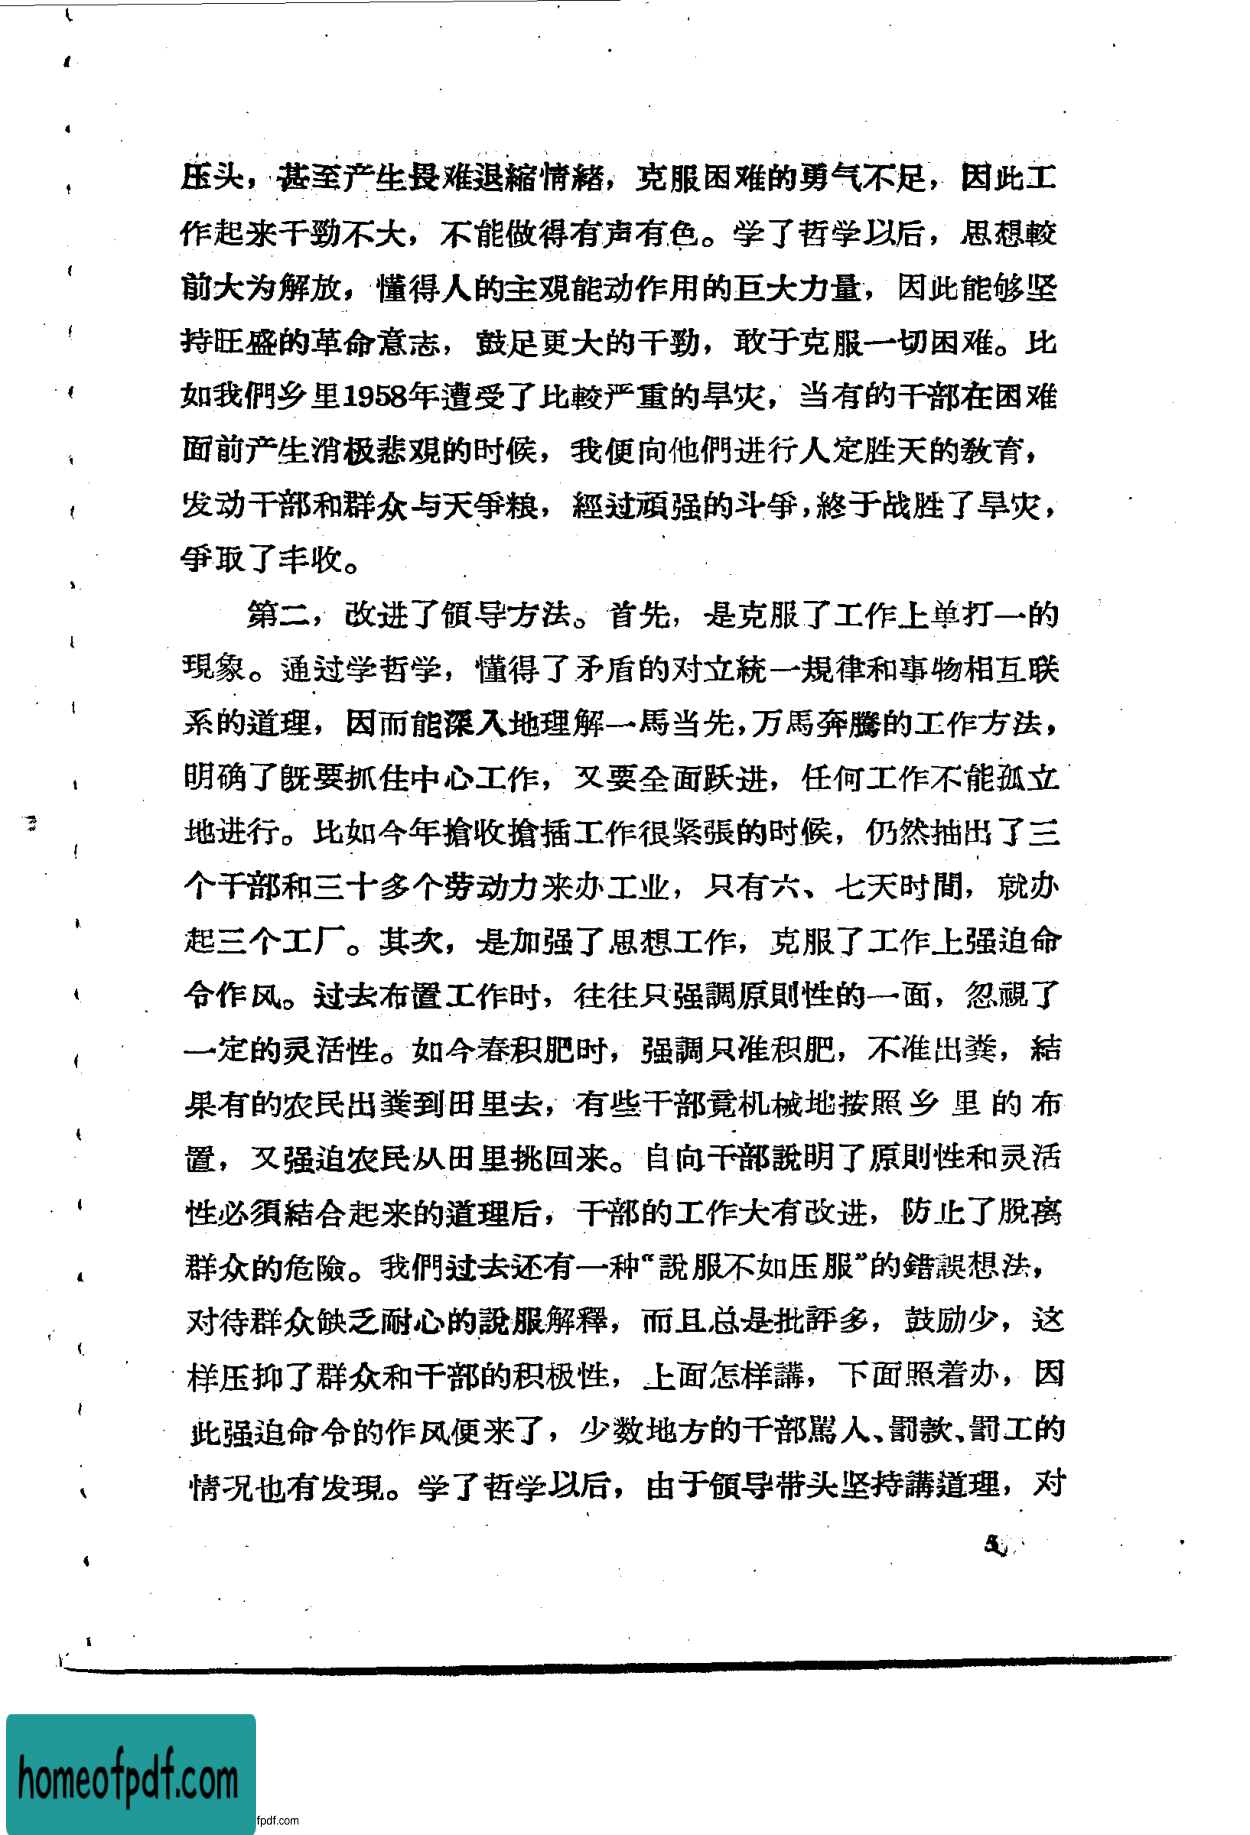 压头，甚至产生畏难退縮情緒，克服困难的勇气不足，因此工
作起来干勁不大，不能做得有声有色。学了哲学以后，思想較
前大为解放，懂得人的主覌能动作用的巨大力量，因此能够坚
持旺盛的革命意志，鼓足更大的干勁，敢于克服一切困难。比
如我們乡里1958年遭受了比較严重的旱灾，当有的干部在困难
面前产生消极悲覌的时候，我便向他們进行人定胜天的敎育，
发动干部和群众与天爭粮，經过頑强的斗爭，終于战胜了旱灾，
爭取了丰收。
第二，改进了領导方法。首先，是克服了工作上单打一的
現象。通过学哲学，懂得了矛盾的对立統一規律和事物相互联
系的道理，因而能深入地理解一馬当先，万馬奔騰的工作方法，
明确了既要抓住中心工作，又要全面跃进，任何工作不能孤立
地进行。比如今年搶收搶插工作很紧張的时候，仍然抽出了三
个干部和三十多个劳动力来办工业，只有六、七天时間，就办
起三个工厂。其次，是加强了思想工作，克服了工作上强迫命
令作风。过去布置工作时，往往只强調原則性的一面，忽視了
一定的灵活性。如今春积肥时，强調只准积肥，不准出粪，結
果有的农民出粪到田里去，有些干部竟机械地按照乡里的布
置，又强迫农民从田里挑回来。自向干部說明了原則性和灵活
性必須結合起来的道理后，干部的工作大有改进，防止了脫离
群众的危險。我們过去还有一种“說服不如压服”的錯誤想法，
对待群众缺乏耐心的說服解釋，而且总是批評多，鼓励少，这
样压抑了群众和干部的积极性，上面怎样講，下面照着办，因
此强迫命令的作风便来了，少数地方的干部駡人、罰款、罰工的
情况也有发現。学了哲学以后，由于領导带头坚持講道理，对
5
homeofpdf.com
fpdf.com